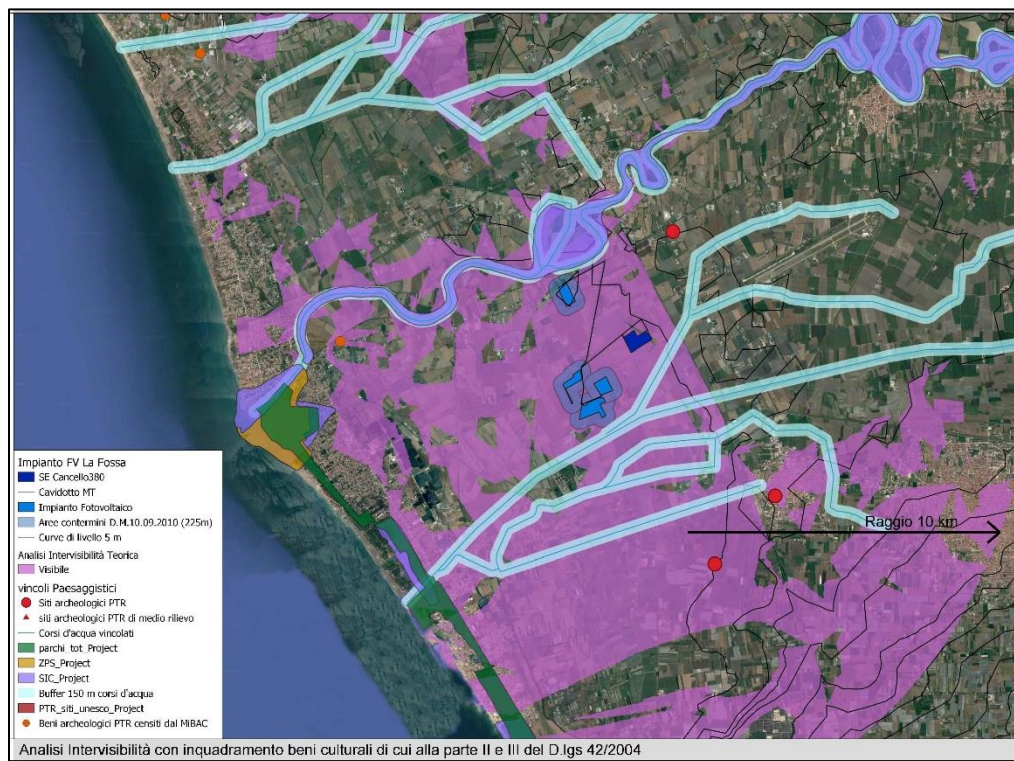 Impianto FV La Fossa
SE Cancello380
Cavidotto MT
Impianto Fotovoltaico
Aree contermini D.M.10.09.2010 (225m)
Curve di livello 5 m
Analisi Intervisibilità Teorica
Visibile
vincoli Paesaggistici
Siti archeologici PTR
siti archeologici PTR di medio rilievo
Corsi d'acqua vincolati
parchi_tot_Project
ZPS_Project
SIC_Project
Buffer 150 m corsi d'acqua
PTR_siti_unesco_Project
Beni archeologici PTR censiti dal MiBAC
Raggio 10 km
Analisi Intervisibilità con inquadramento beni culturali di cui alla parte II e III del D.lgs 42/2004